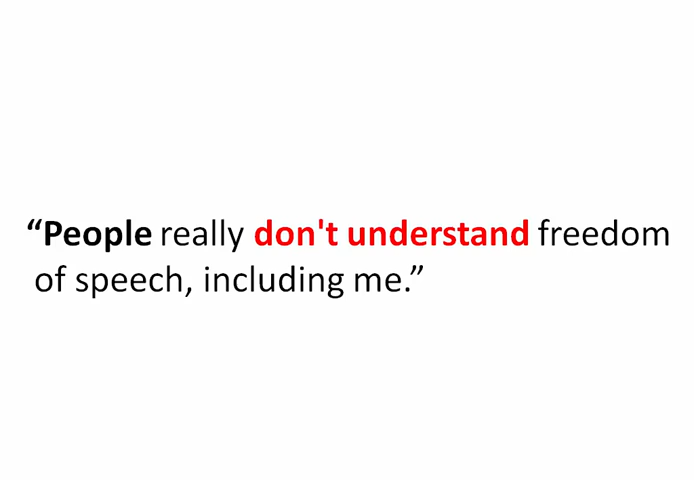 “People really don't understand freedom
of speech, including me.”